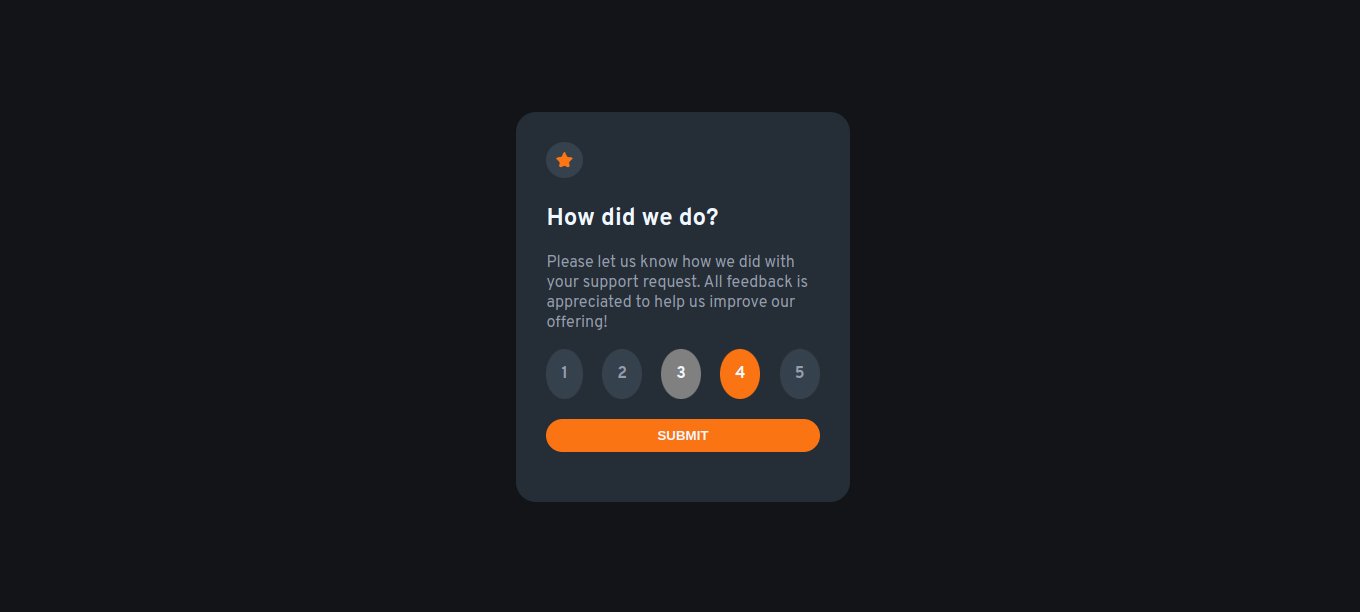 How did we do?
Please let us know how we did with
your support request. All feedback is
appreciated to help us improve our
offering!
1 2 3 4 5
SUBMIT